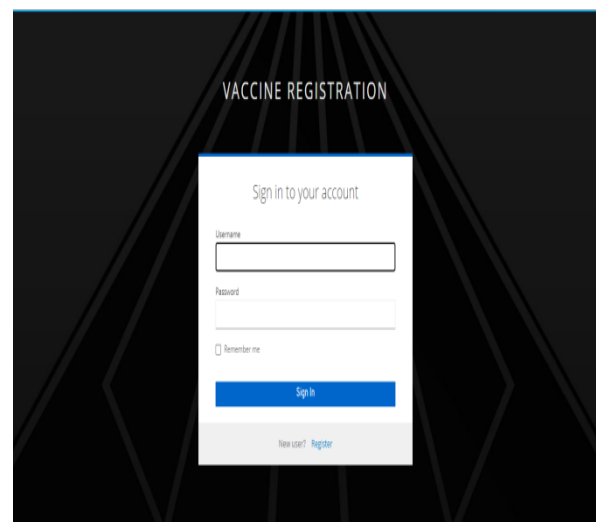 VACCINE REGISTRATION
Sign in to your account
Username
Password
Remember me
Sign In
New user? Register